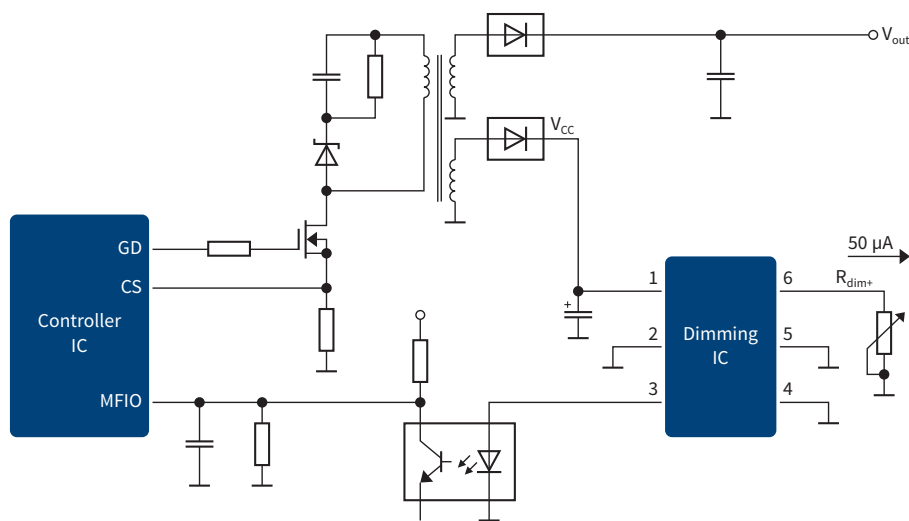 V_out
V_CC
GD
CS
Controller
IC
MFIO
50 µA
R_dim+
1
2
3
Dimming
IC
6
5
4
+